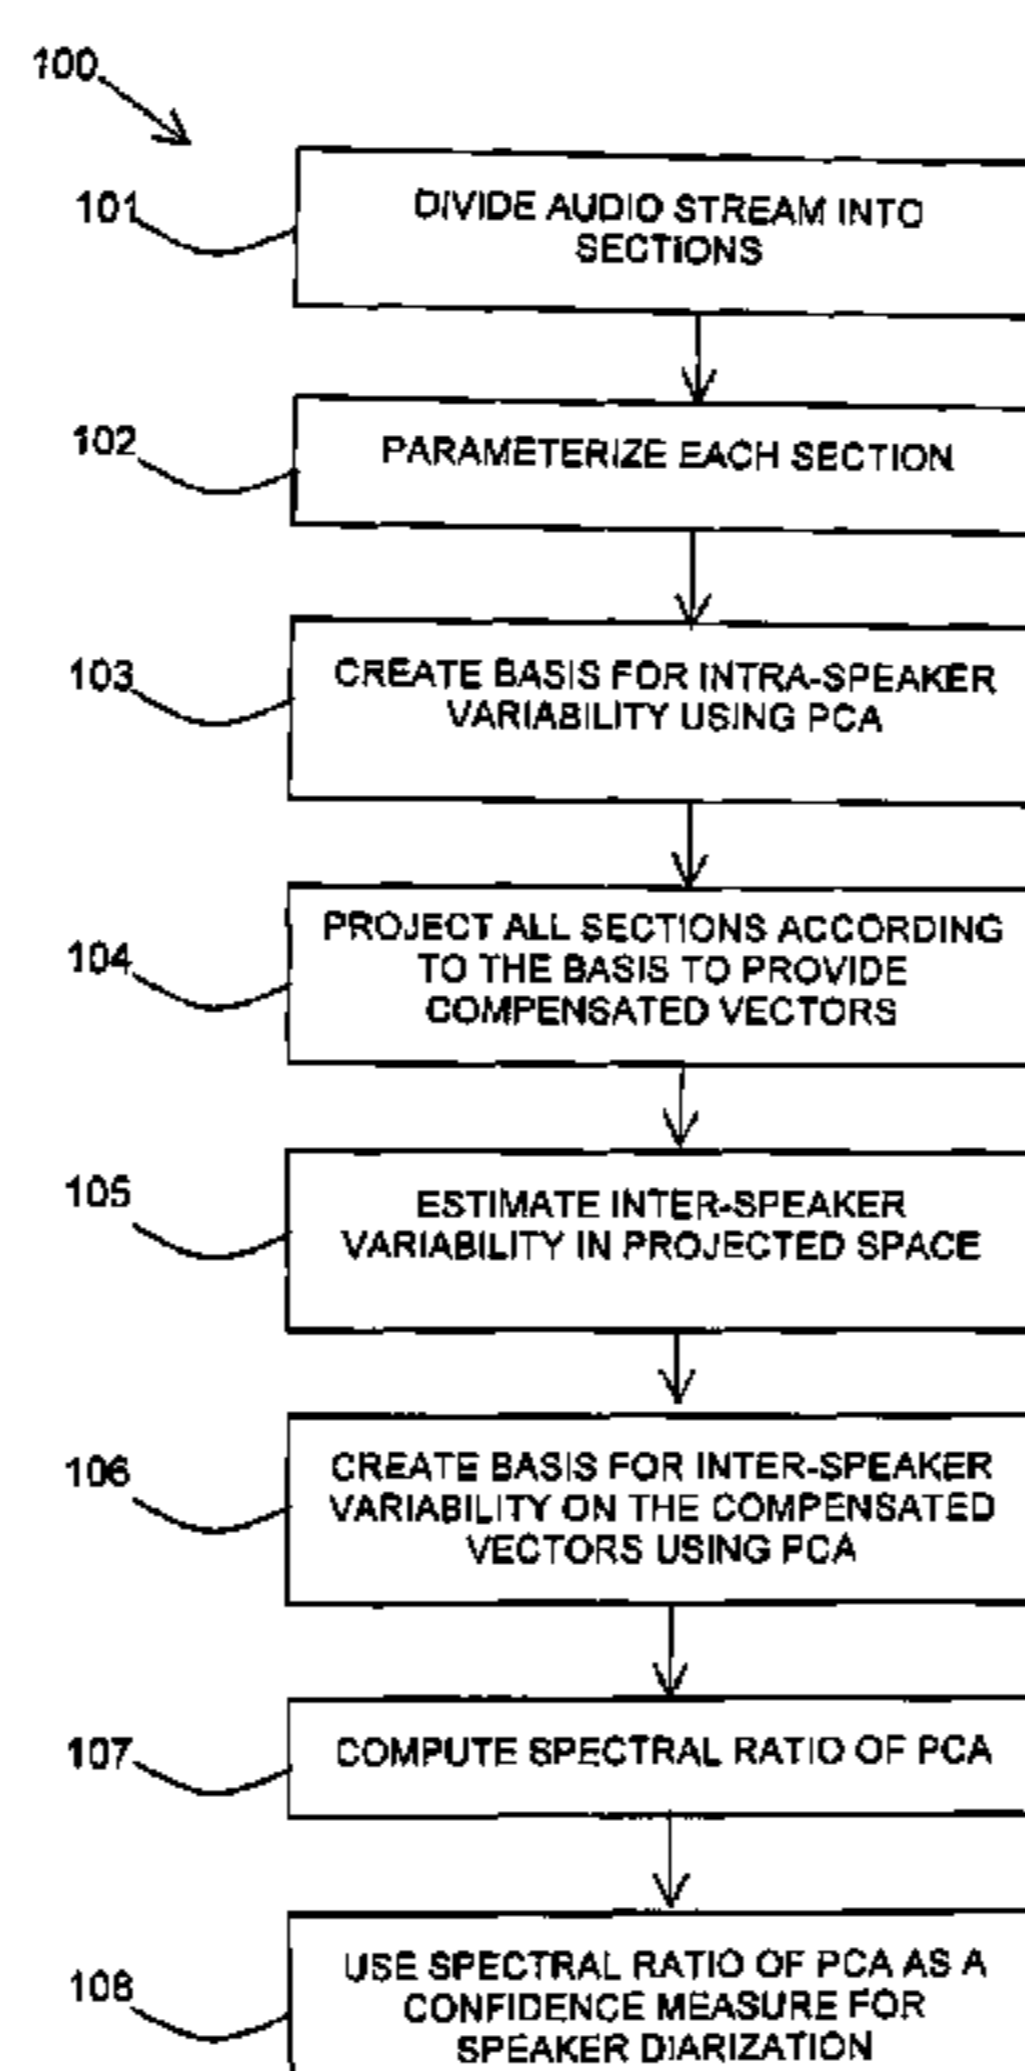 100
101
DIVIDE AUDIO STREAM INTO
SECTIONS
102
PARAMETERIZE EACH SECTION
103
CREATE BASIS FOR INTRA-SPEAKER
VARIABILITY USING PCA
104
PROJECT ALL SECTIONS ACCORDING
TO THE BASIS TO PROVIDE
COMPENSATED VECTORS
105
ESTIMATE INTER-SPEAKER
VARIABILITY IN PROJECTED SPACE
106
CREATE BASIS FOR INTER-SPEAKER
VARIABILITY ON THE COMPENSATED
VECTORS USING PCA
107
COMPUTE SPECTRAL RATIO OF PCA
108
USE SPECTRAL RATIO OF PCA AS A
CONFIDENCE MEASURE FOR
SPEAKER DIARIZATION